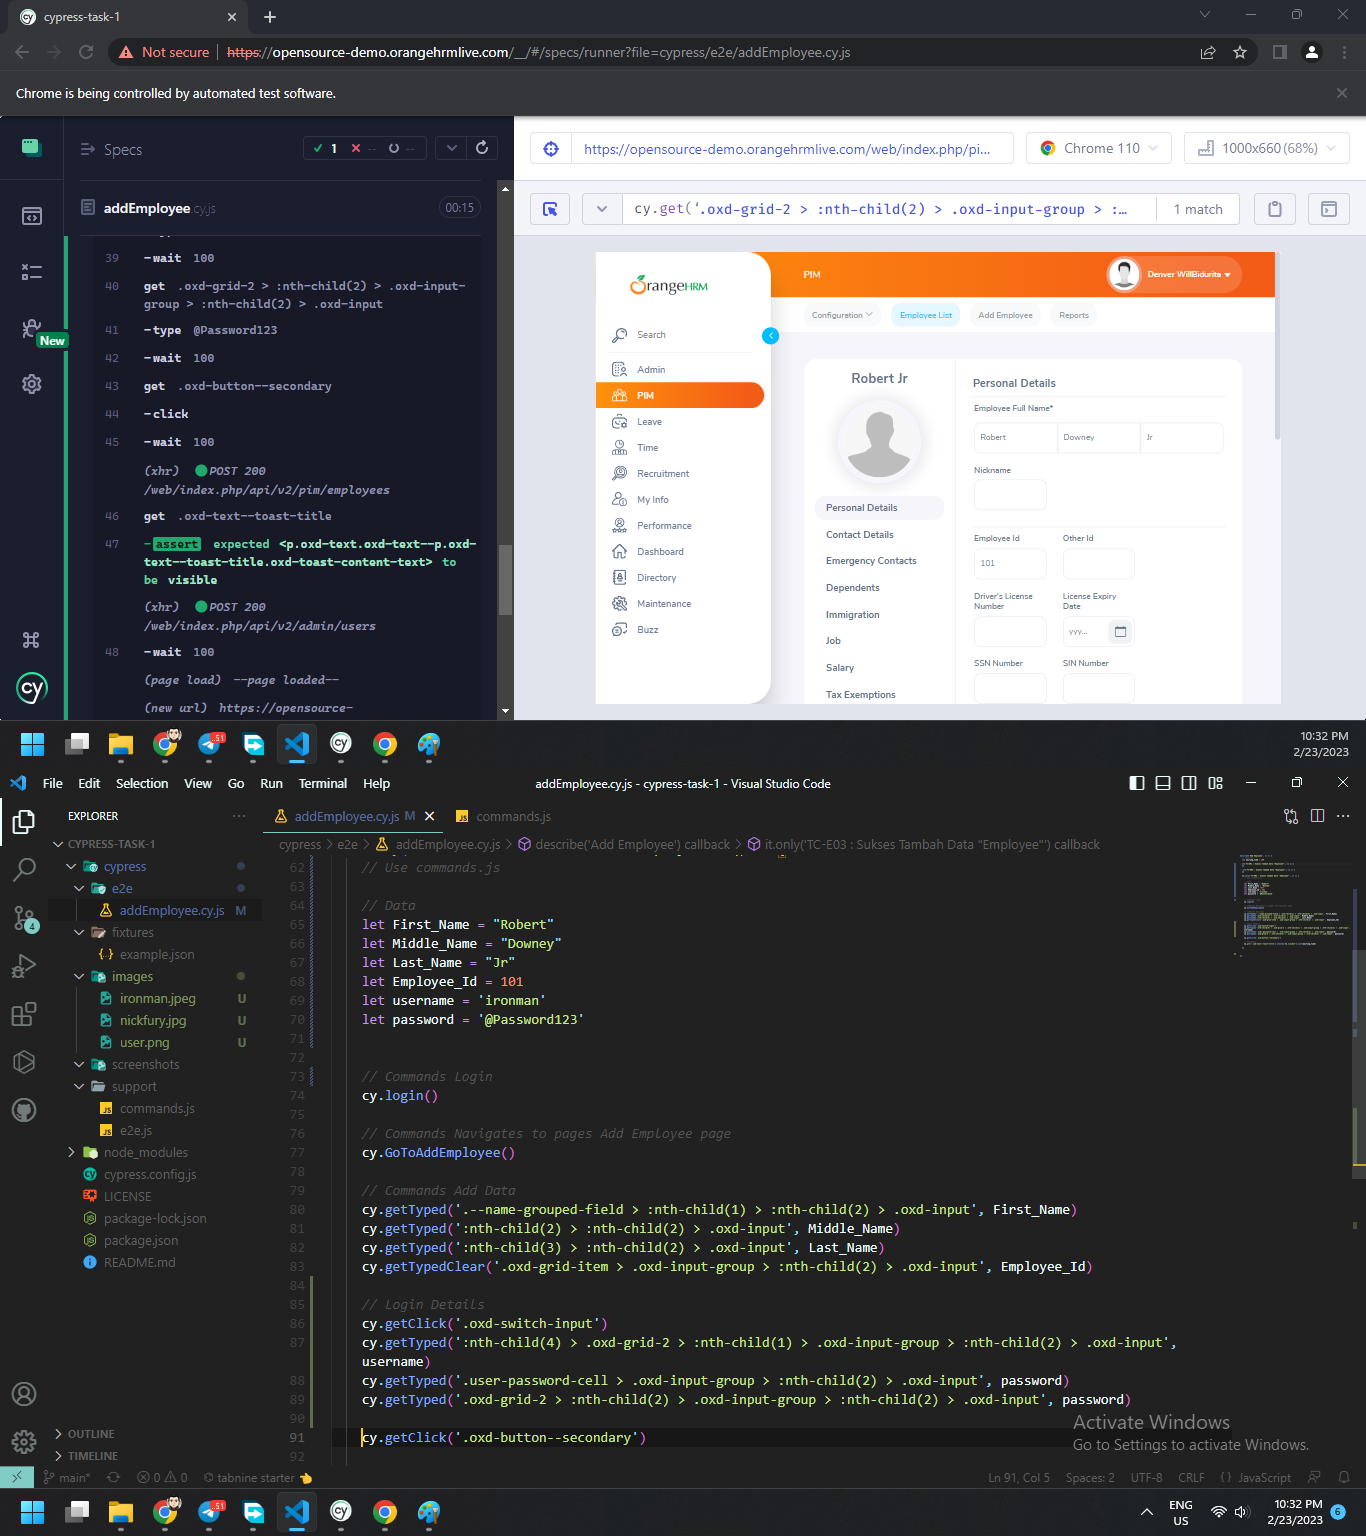 cypress-task-1
Not secure
https://opensource-demo.orangehrmlive.com/__/#/specs/runner?file=cypress/e2e/addEmployee.cy.js
Chrome is being controlled by automated test software.
Specs
1 -- --
addEmployee.cy.js
00:15
39 -wait 100
40 get .oxd-grid-2 > :nth-child(2) > .oxd-input-
group > :nth-child(2) > .oxd-input
41 -type @Password123
42 -wait 100
43 get .oxd-button--secondary
44 -click
45 -wait 100
(xhr) POST 200
/web/index.php/api/v2/pim/employees
46 get .oxd-text--toast-title
47 -assert expected <p.oxd-text.oxd-text--p.oxd-
text--toast-title.oxd-toast-content-text> to
be visible
(xhr) POST 200
/web/index.php/api/v2/admin/users
48 -wait 100
(page load) --page loaded--
(new url) https://opensource-
New
cy
https://opensource-demo.orangehrmlive.com/web/index.php/pi...
Chrome 110
1000x660 (68%)
cy.get('.oxd-grid-2 > :nth-child(2) > .oxd-input-group > :...
1 match
OrangeHRM
Search
Admin
PIM
Leave
Time
Recruitment
My Info
Performance
Dashboard
Directory
Maintenance
Buzz
PIM
Denver WillBidurita
Configuration
Employee List
Add Employee
Reports
Robert Jr
Personal Details
Contact Details
Emergency Contacts
Dependents
Immigration
Job
Salary
Tax Exemptions
Personal Details
Employee Full Name*
Robert
Downey
Jr
Nickname
Employee Id
Other Id
101
Driver's License
Number
License Expiry
Date
yyy...
SSN Number
SIN Number
51
cy
10:32 PM
2/23/2023
File Edit Selection View Go Run Terminal Help
addEmployee.cy.js - cypress-task-1 - Visual Studio Code
EXPLORER
addEmployee.cy.js M
commands.js
CYPRESS-TASK-1
cypress
e2e
addEmployee.cy.js M
fixtures
example.json
images
ironman.jpeg U
nickfury.jpg U
user.png U
screenshots
support
commands.js
e2e.js
node_modules
cypress.config.js
LICENSE
package-lock.json
package.json
README.md
OUTLINE
TIMELINE
4
cypress > e2e > addEmployee.cy.js > describe('Add Employee') callback > it.only('TC-E03 : Sukses Tambah Data "Employee"') callback
62 // Use commands.js
63
64 // Data
65 let First_Name = "Robert"
66 let Middle_Name = "Downey"
67 let Last_Name = "Jr"
68 let Employee_Id = 101
69 let username = 'ironman'
70 let password = '@Password123'
71
72
73 // Commands Login
74 cy.login()
75
76 // Commands Navigates to pages Add Employee page
77 cy.GoToAddEmployee()
78
79 // Commands Add Data
80 cy.getTyped('.--name-grouped-field > :nth-child(1) > :nth-child(2) > .oxd-input', First_Name)
81 cy.getTyped(':nth-child(2) > :nth-child(2) > .oxd-input', Middle_Name)
82 cy.getTyped(':nth-child(3) > :nth-child(2) > .oxd-input', Last_Name)
83 cy.getTypedClear('.oxd-grid-item > .oxd-input-group > :nth-child(2) > .oxd-input', Employee_Id)
84
85 // Login Details
86 cy.getClick('.oxd-switch-input')
87 cy.getTyped(':nth-child(4) > .oxd-grid-2 > :nth-child(1) > .oxd-input-group > :nth-child(2) > .oxd-input',
username)
88 cy.getTyped('.user-password-cell > .oxd-input-group > :nth-child(2) > .oxd-input', password)
89 cy.getTyped('.oxd-grid-2 > :nth-child(2) > .oxd-input-group > :nth-child(2) > .oxd-input', password)
90
91 cy.getClick('.oxd-button--secondary')
92
Activate Windows
Go to Settings to activate Windows.
main* 0 0 tabnine starter
Ln 91, Col 5 Spaces: 2 UTF-8 CRLF {} JavaScript
51
cy
ENG
US
10:32 PM
2/23/2023
6